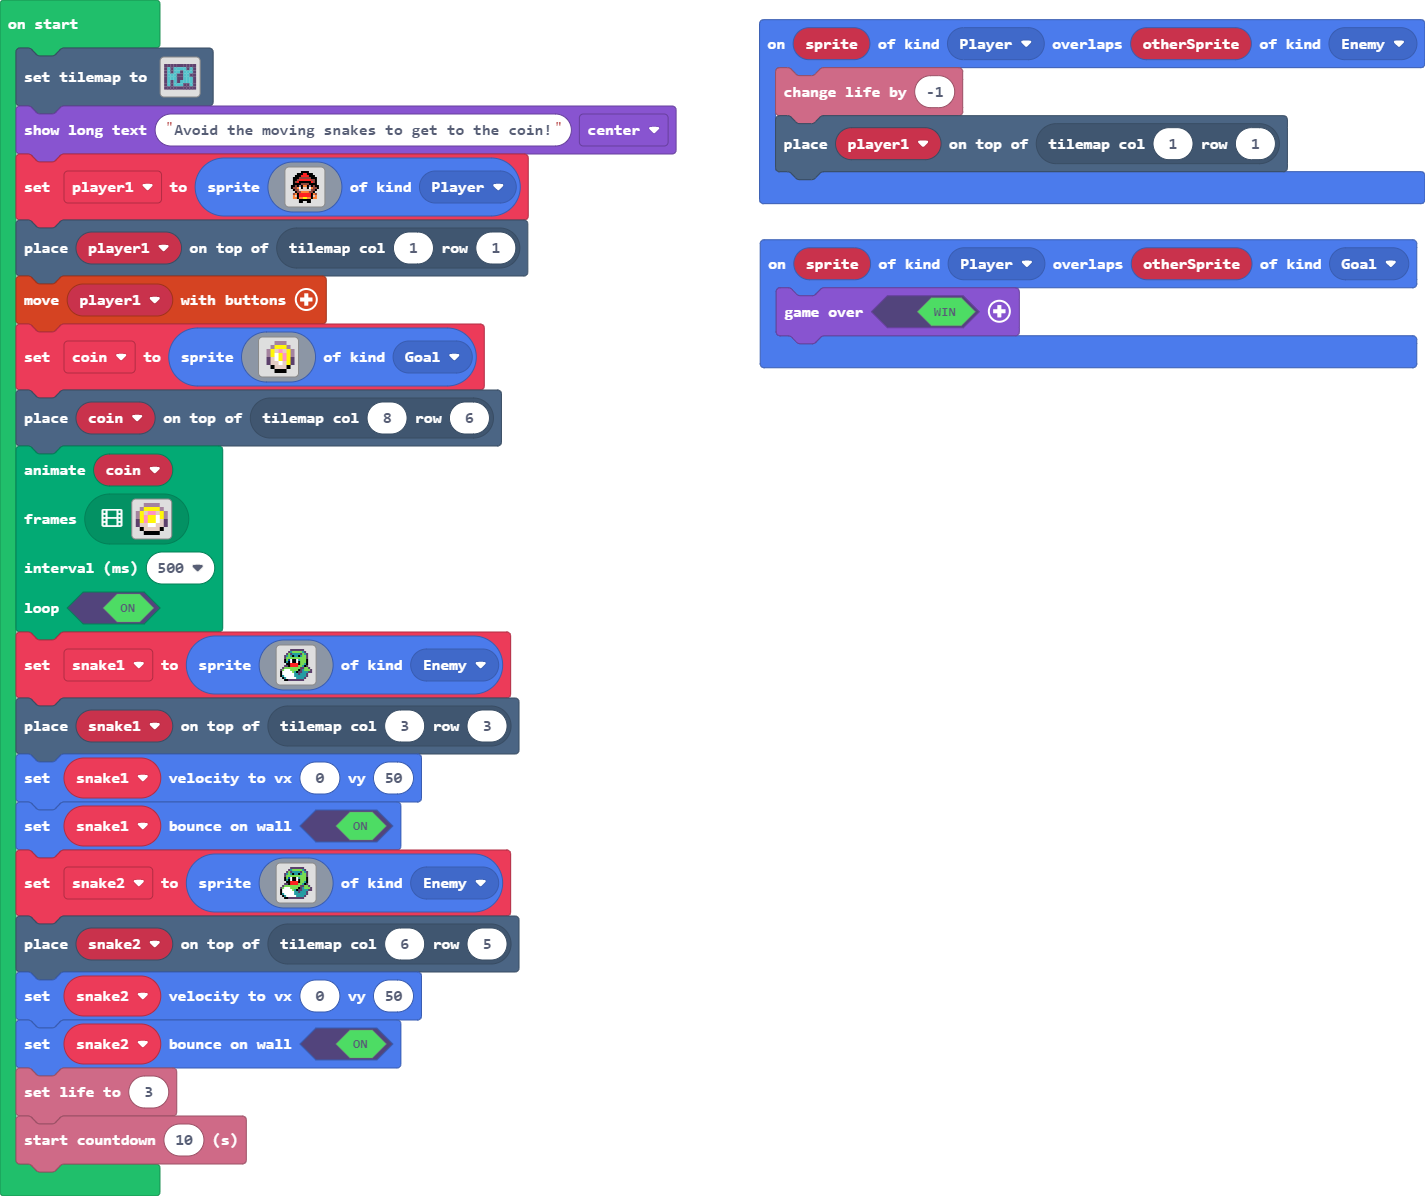 on start
set tilemap to
show long text "Avoid the moving snakes to get to the coin!" center
set player1 to sprite of kind Player
place player1 on top of tilemap col 1 row 1
move player1 with buttons
set coin to sprite of kind Goal
place coin on top of tilemap col 8 row 6
animate coin
frames
interval (ms) 500
loop ON
set snake1 to sprite of kind Enemy
place snake1 on top of tilemap col 3 row 3
set snake1 velocity to vx 0 vy 50
set snake1 bounce on wall ON
set snake2 to sprite of kind Enemy
place snake2 on top of tilemap col 6 row 5
set snake2 velocity to vx 0 vy 50
set snake2 bounce on wall ON
set life to 3
start countdown 10 (s)
on sprite of kind Player overlaps otherSprite of kind Enemy
change life by -1
place player1 on top of tilemap col 1 row 1
on sprite of kind Player overlaps otherSprite of kind Goal
game over WIN